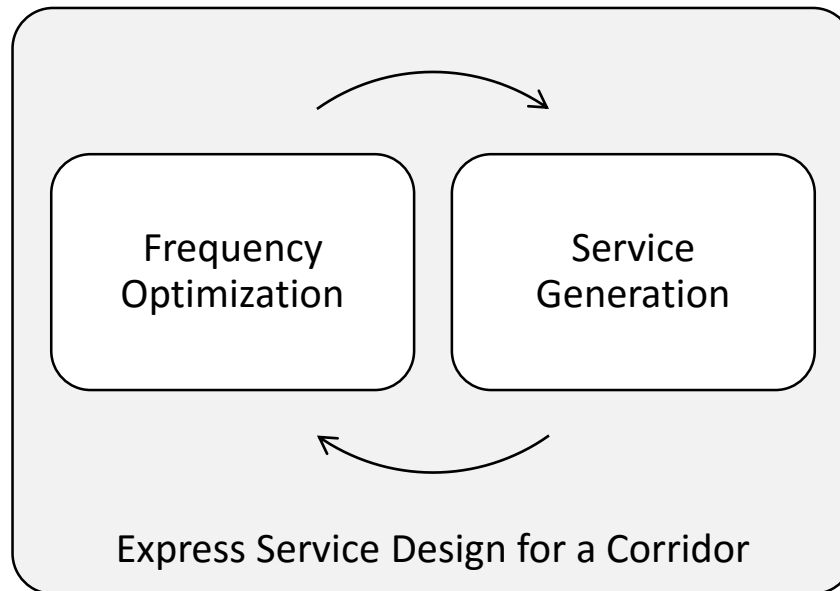 Frequency
Optimization
Service
Generation
Express Service Design for a Corridor